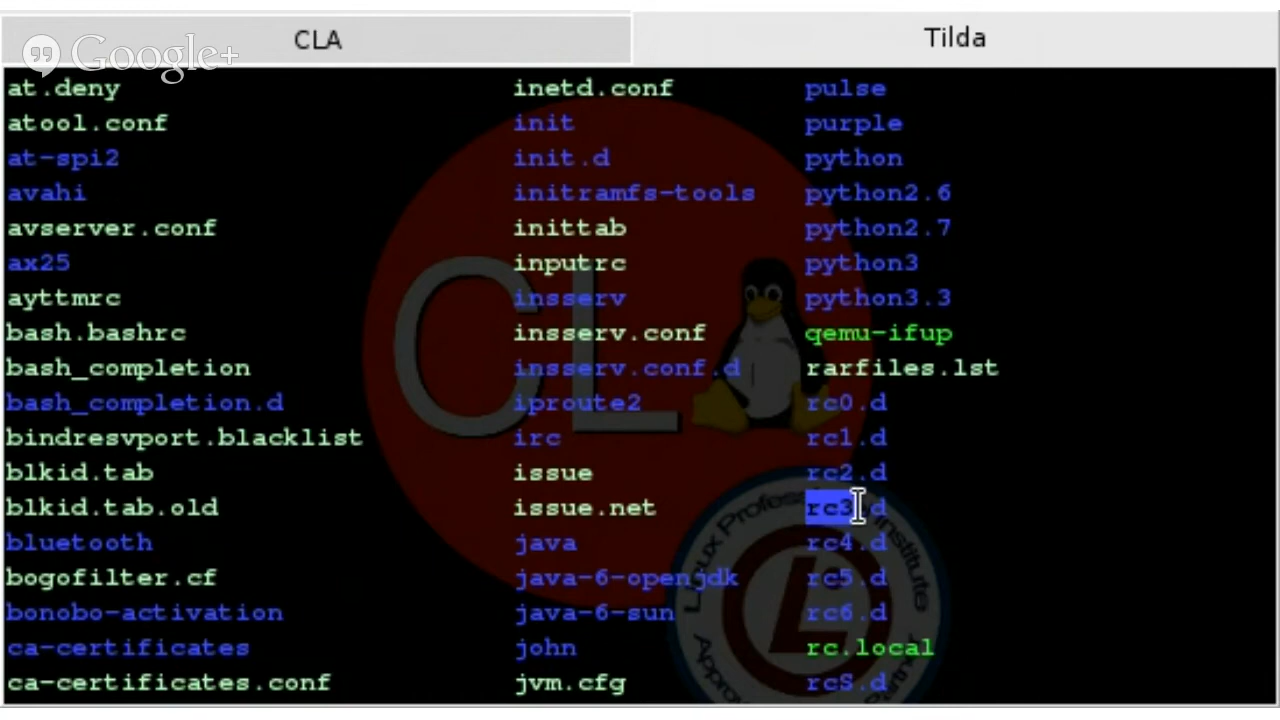 CLA
Tilda
Google+
at.deny inetd.conf pulse
atool.conf init purple
at-spi2 init.d python
avahi initramfs-tools python2.6
avserver.conf inittab python2.7
ax25 inputrc python3
ayttmrc insserv python3.3
bash.bashrc insserv.conf qemu-ifup
bash_completion insserv.conf.d rarfiles.lst
bash_completion.d iproute2 rc0.d
bindresvport.blacklist irc rc1.d
blkid.tab issue rc2.d
blkid.tab.old issue.net rc3.d
bluetooth java rc4.d
bogofilter.cf java-6-openjdk rc5.d
bonobo-activation java-6-sun rc6.d
ca-certificates john rc.local
ca-certificates.conf jvm.cfg rcS.d
CL
Linux Professional Institute